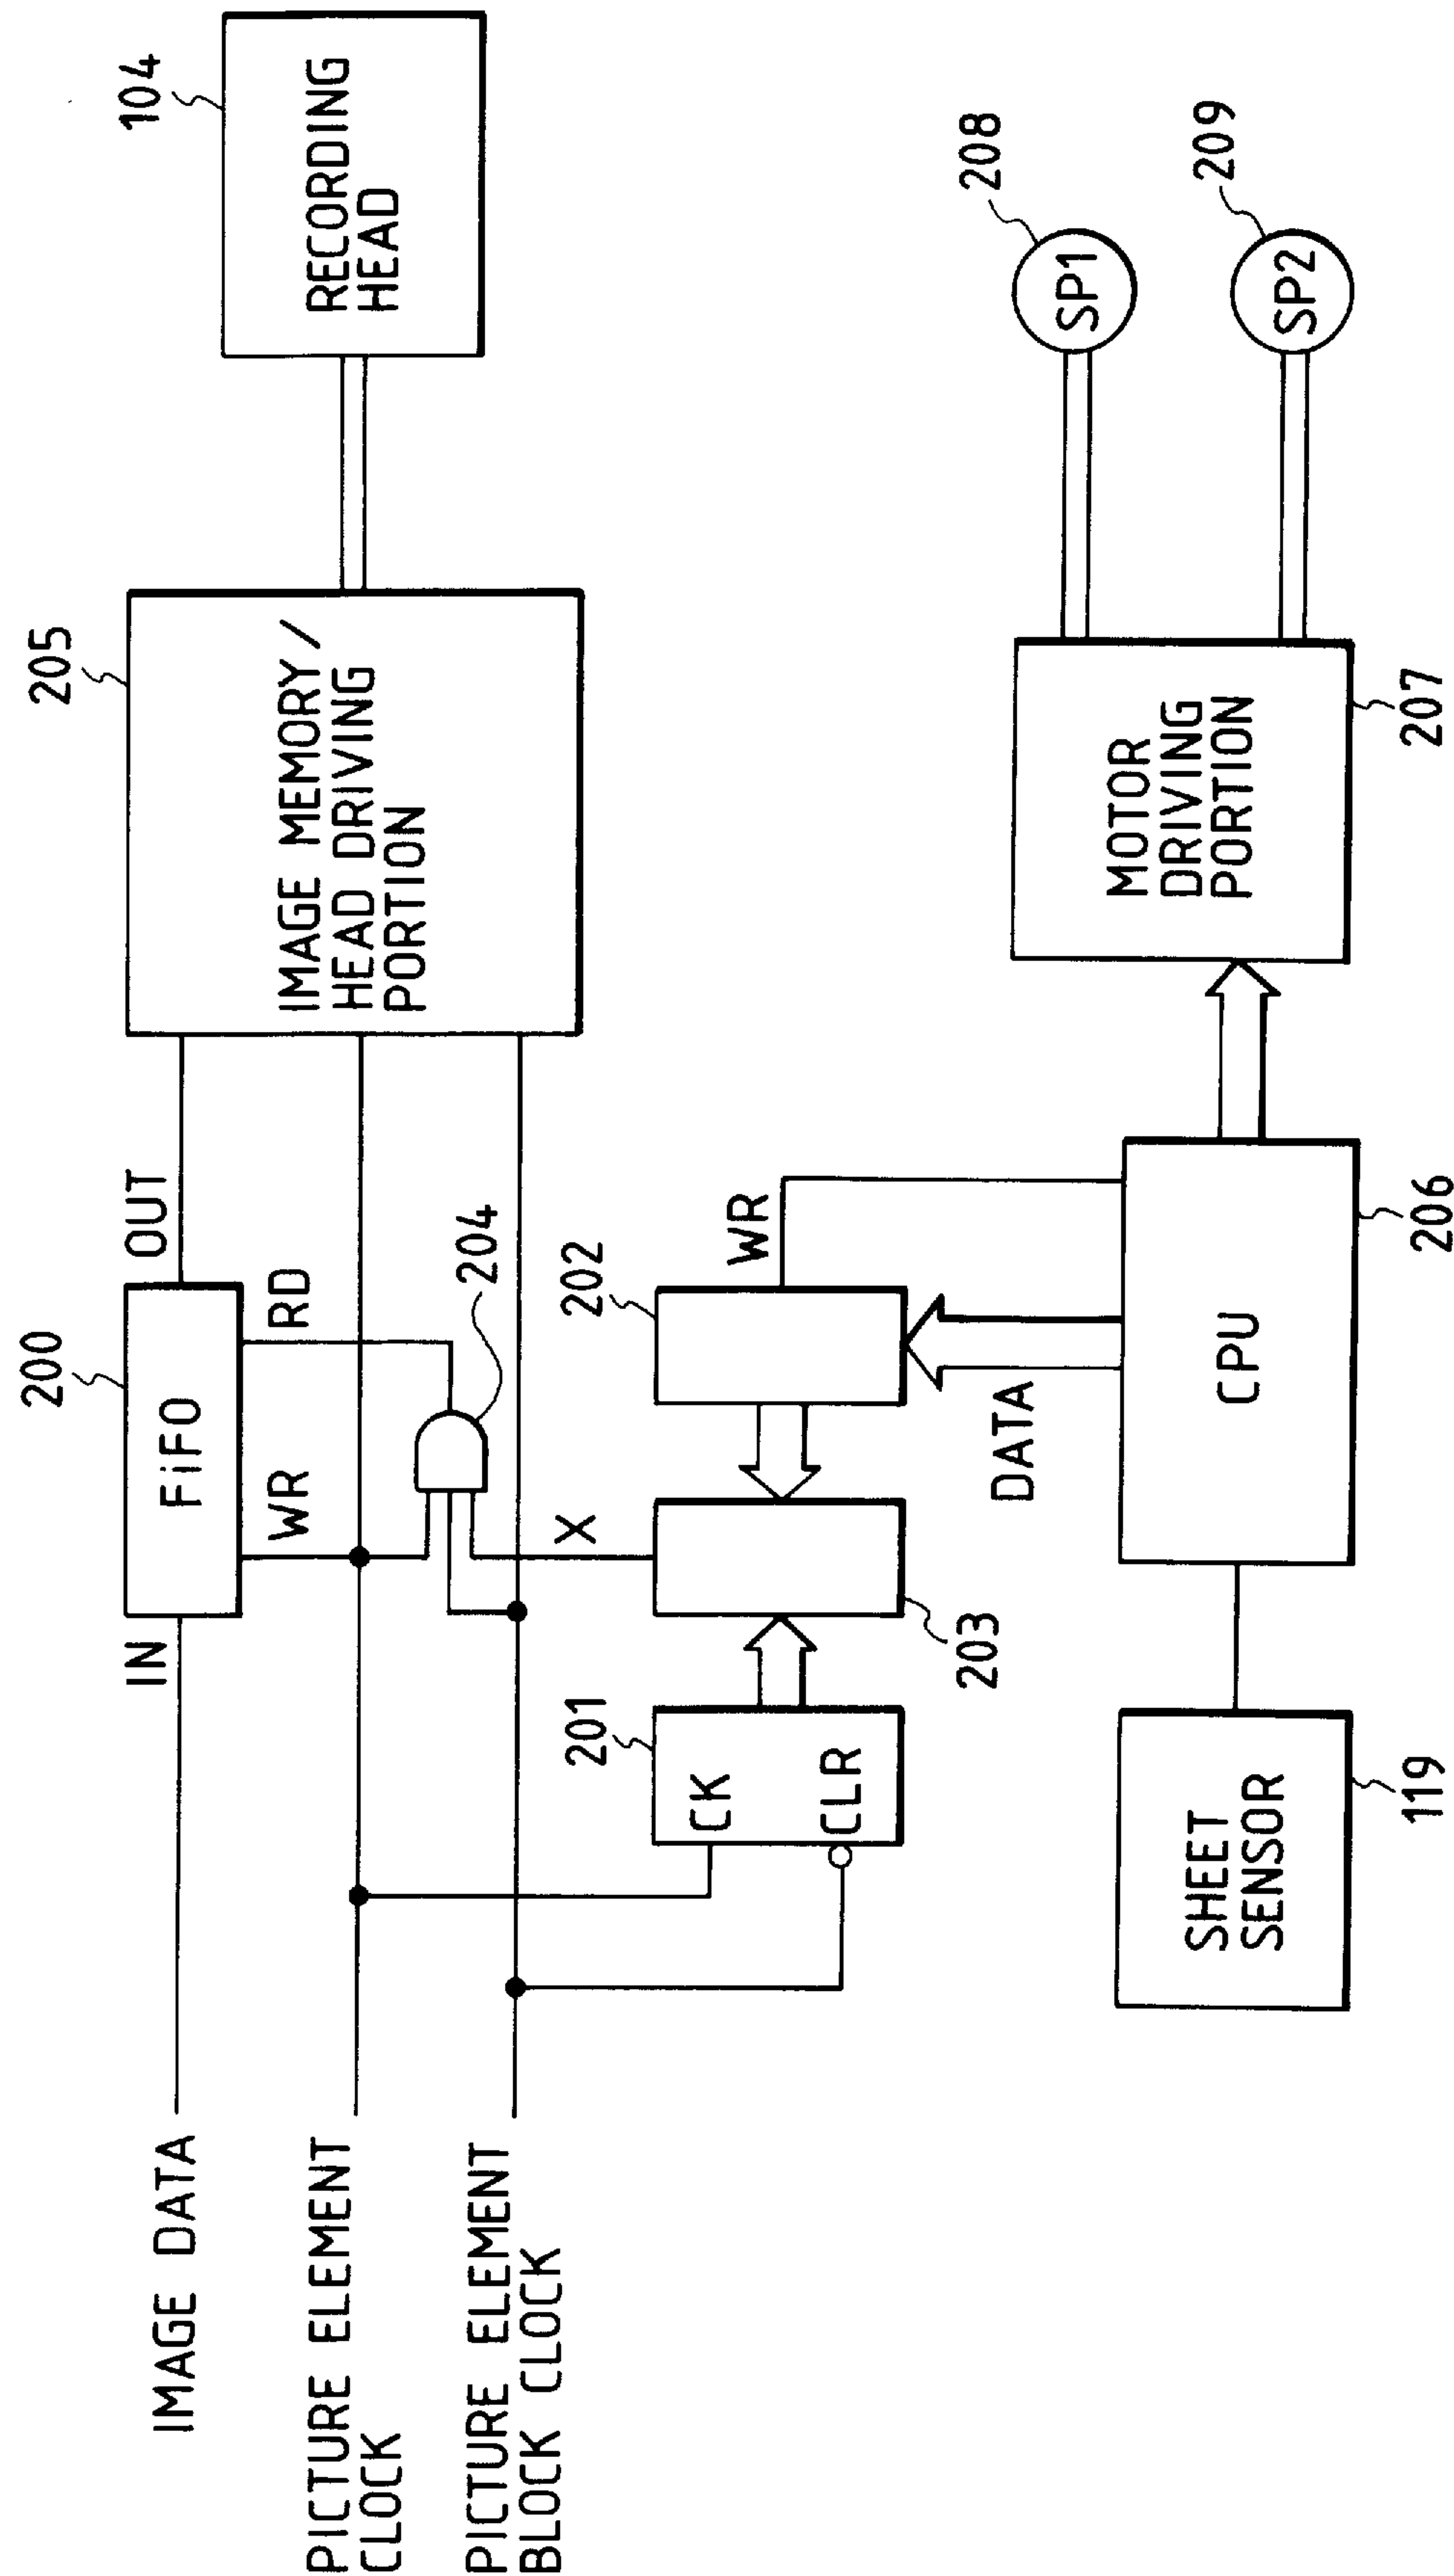 IMAGE DATA
PICTURE ELEMENT
CLOCK
PICTURE ELEMENT
BLOCK CLOCK
IN
200
FiFO
OUT
WR
RD
204
205
IMAGE MEMORY/
HEAD DRIVING
PORTION
104
RECORDING
HEAD
201
CK
CLR
X
203
202
WR
DATA
SHEET
SENSOR
119
CPU
206
MOTOR
DRIVING
PORTION
207
SP1
208
SP2
209